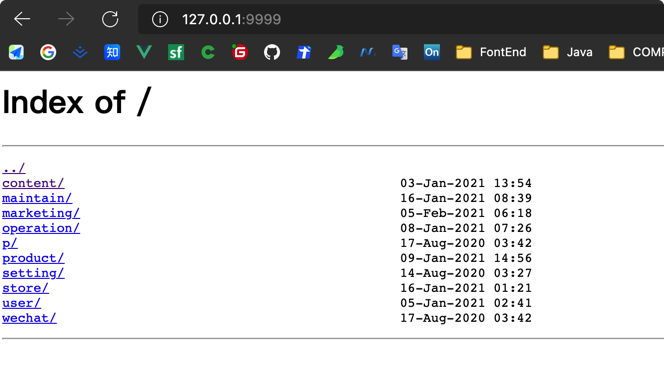 127.0.0.1:9999
G 知 sf C G On FontEnd Java COMP
Index of /
../
content/ 03-Jan-2021 13:54
maintain/ 16-Jan-2021 08:39
marketing/ 05-Feb-2021 06:18
operation/ 08-Jan-2021 07:26
p/ 17-Aug-2020 03:42
product/ 09-Jan-2021 14:56
setting/ 14-Aug-2020 03:27
store/ 16-Jan-2021 01:21
user/ 05-Jan-2021 02:41
wechat/ 17-Aug-2020 03:42